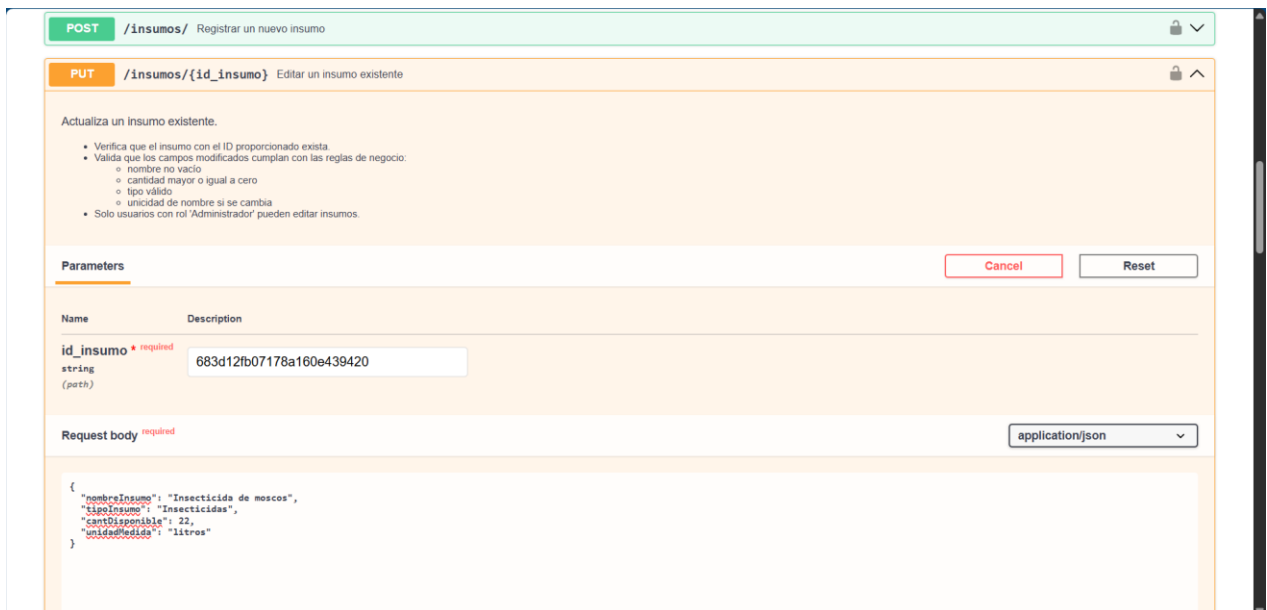 POST /insumos/ Registrar un nuevo insumo
PUT /insumos/{id_insumo} Editar un insumo existente
Actualiza un insumo existente.
• Verifica que el insumo con el ID proporcionado exista.
• Valida que los campos modificados cumplan con las reglas de negocio:
○ nombre no vacío
○ cantidad mayor o igual a cero
○ tipo válido
○ unicidad de nombre si se cambia
• Solo usuarios con rol 'Administrador' pueden editar insumos.
Parameters Cancel Reset
Name Description
id_insumo * required
string
(path)
683d12fb07178a160e439420
Request body required application/json
{
"nombreInsumo": "Insecticida de moscos",
"tipoInsumo": "Insecticidas",
"cantDisponible": 22,
"unidadMedida": "litros"
}